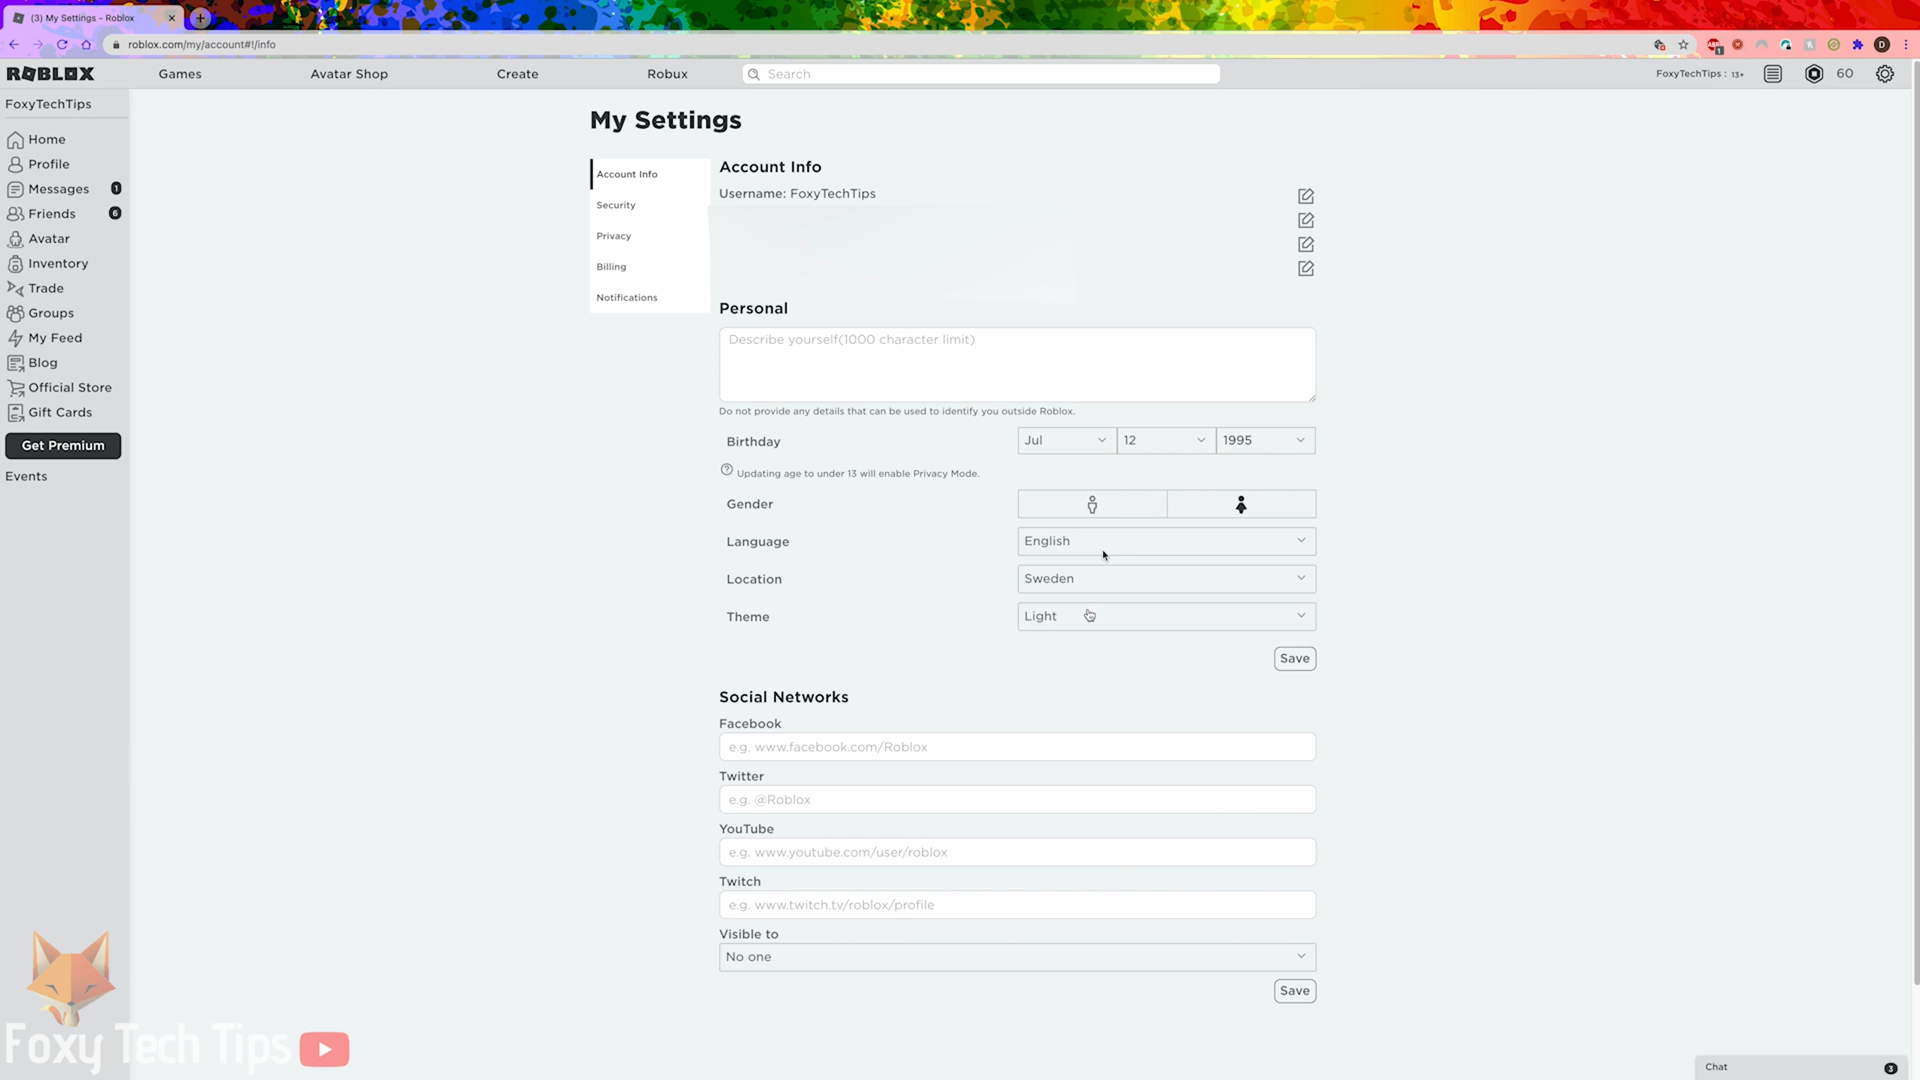 (3) My Settings - Roblox
roblox.com/my/account#!/info
D
ROBLOX
Games
Avatar Shop
Create
Robux
Search
FoxyTechTips : 13+
60
FoxyTechTips
Home
Profile
Messages 1
Friends 6
Avatar
Inventory
Trade
Groups
My Feed
Blog
Official Store
Gift Cards
Get Premium
Events
My Settings
Account Info
Security
Privacy
Billing
Notifications
Account Info
Username: FoxyTechTips
Personal
Describe yourself(1000 character limit)
Do not provide any details that can be used to identify you outside Roblox.
Birthday Jul 12 1995
Updating age to under 13 will enable Privacy Mode.
Gender
Language English
Location Sweden
Theme Light
Save
Social Networks
Facebook
e.g. www.facebook.com/Roblox
Twitter
e.g. @Roblox
YouTube
e.g. www.youtube.com/user/roblox
Twitch
e.g. www.twitch.tv/roblox/profile
Visible to
No one
Save
Foxy Tech Tips
Chat 3